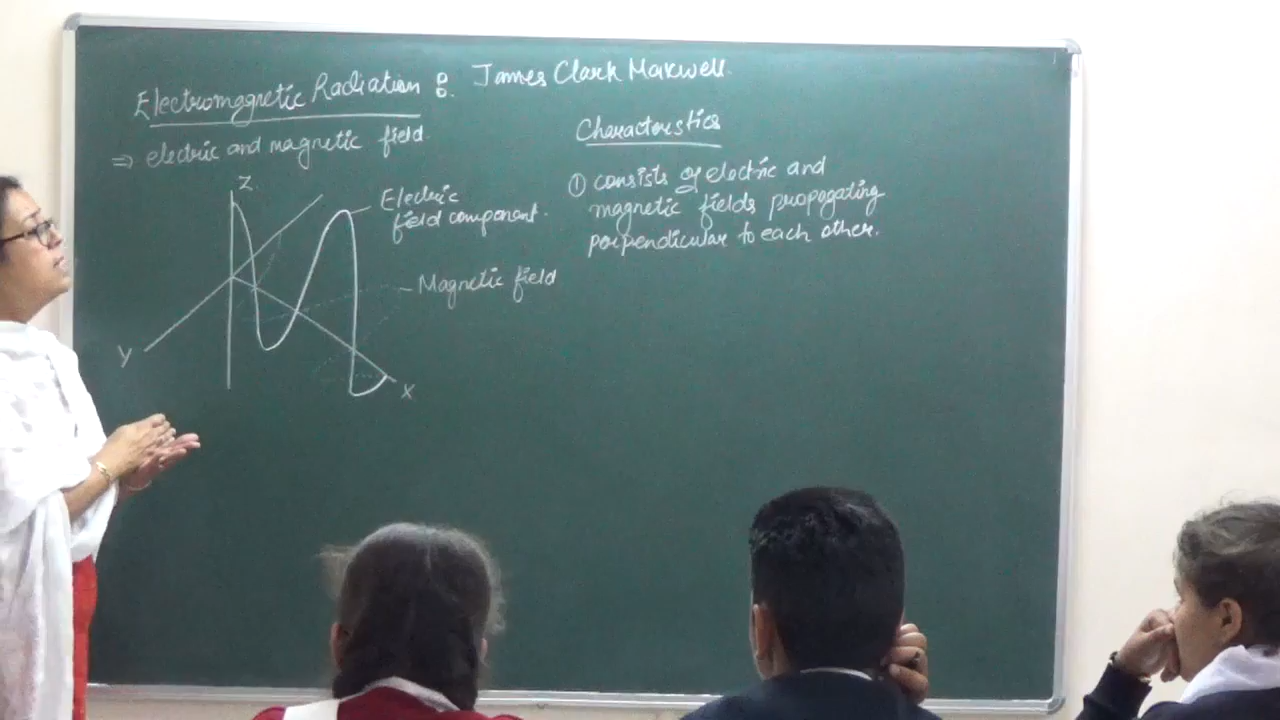 Electromagnetic Radiation : James Clark Maxwell.
⇒ electric and magnetic field.
Z
Electric
field component.
Magnetic field
Y
X
Characteristics
① consists of electric and
magnetic fields propagating
perpendicular to each other.